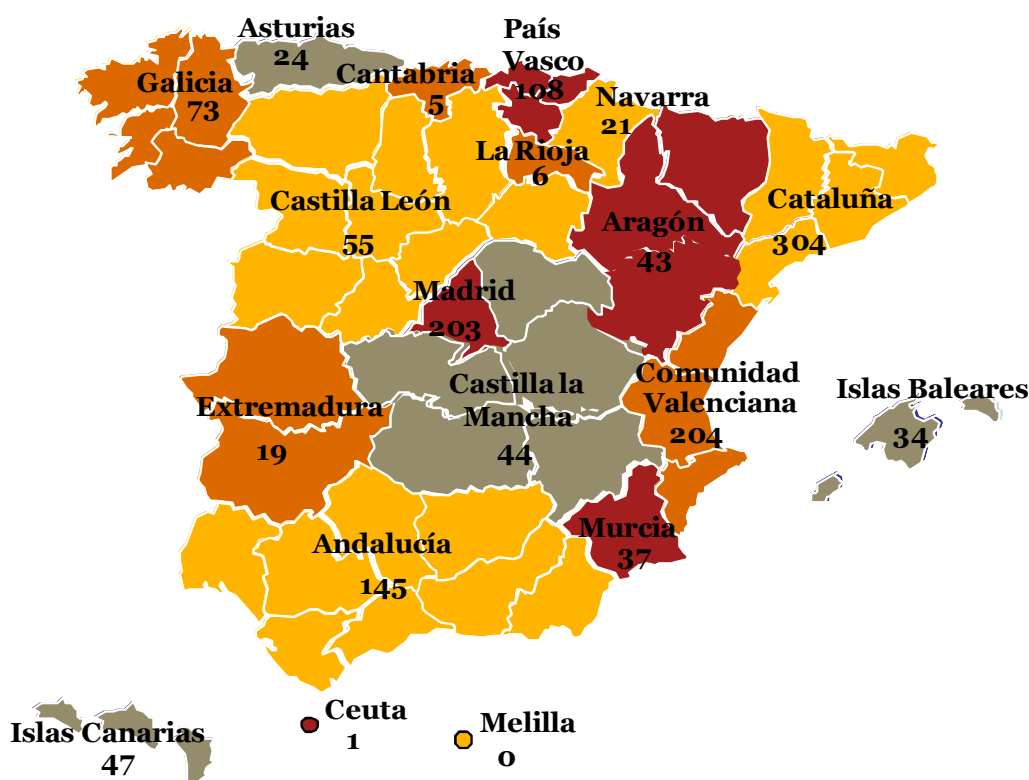 Asturias
24
País
Vasco
108
Cantabria
5
Galicia
73
Navarra
21
La Rioja
6
Castilla León
55
Cataluña
304
Aragón
43
Madrid
203
Comunidad
Valenciana
204
Islas Baleares
34
Castilla la
Mancha
44
Extremadura
19
Murcia
37
Andalucía
145
Ceuta
1
Melilla
0
Islas Canarias
47